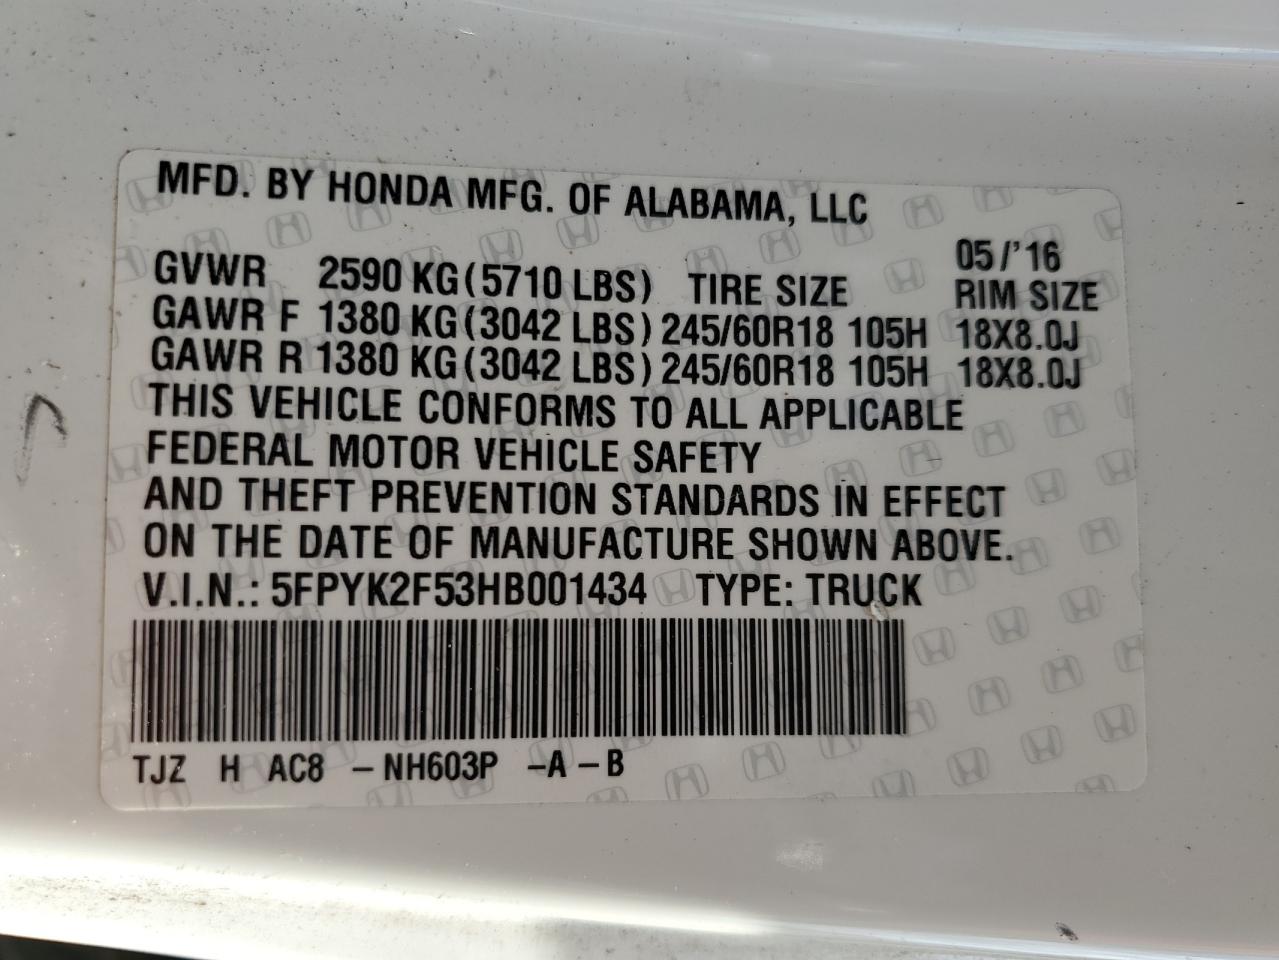 MFD. BY HONDA MFG. OF ALABAMA, LLC
05/'16
GVWR 2590 KG(5710 LBS) TIRE SIZE RIM SIZE
GAWR F 1380 KG(3042 LBS) 245/60R18 105H 18X8.0J
GAWR R 1380 KG(3042 LBS) 245/60R18 105H 18X8.0J
THIS VEHICLE CONFORMS TO ALL APPLICABLE
FEDERAL MOTOR VEHICLE SAFETY
AND THEFT PREVENTION STANDARDS IN EFFECT
ON THE DATE OF MANUFACTURE SHOWN ABOVE.
V.I.N.: 5FPYK2F53HB001434 TYPE: TRUCK
TJZ H AC8 -NH603P -A-B